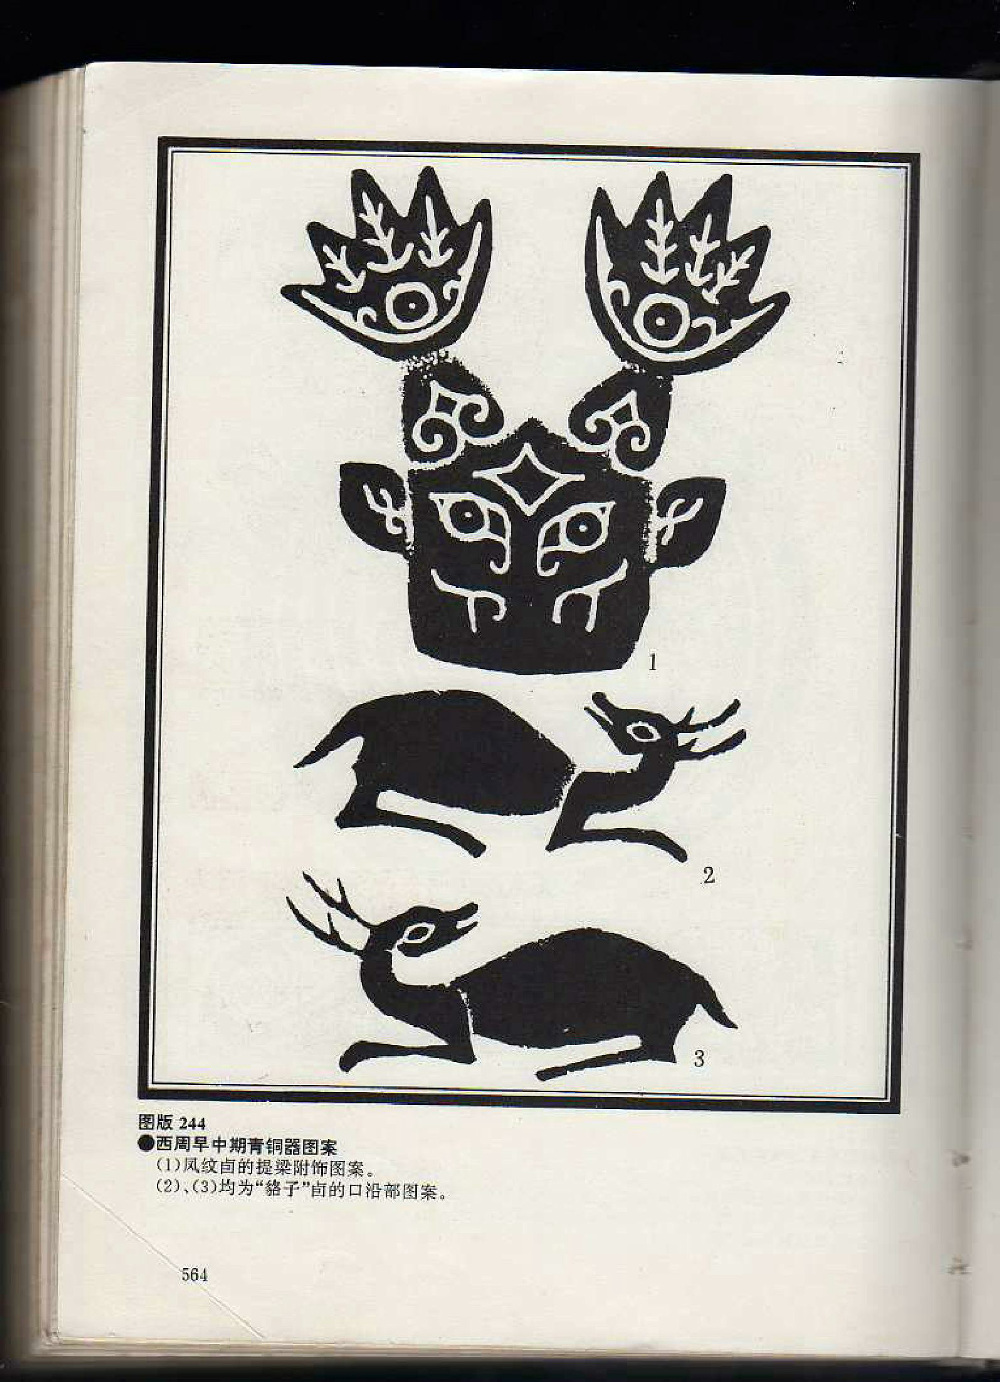 1
2
3
图版 244
●西周早中期青铜器图案
(1)凤纹卣的提梁附饰图案。
(2)、(3)均为“貉子”卣的口沿部图案。
564